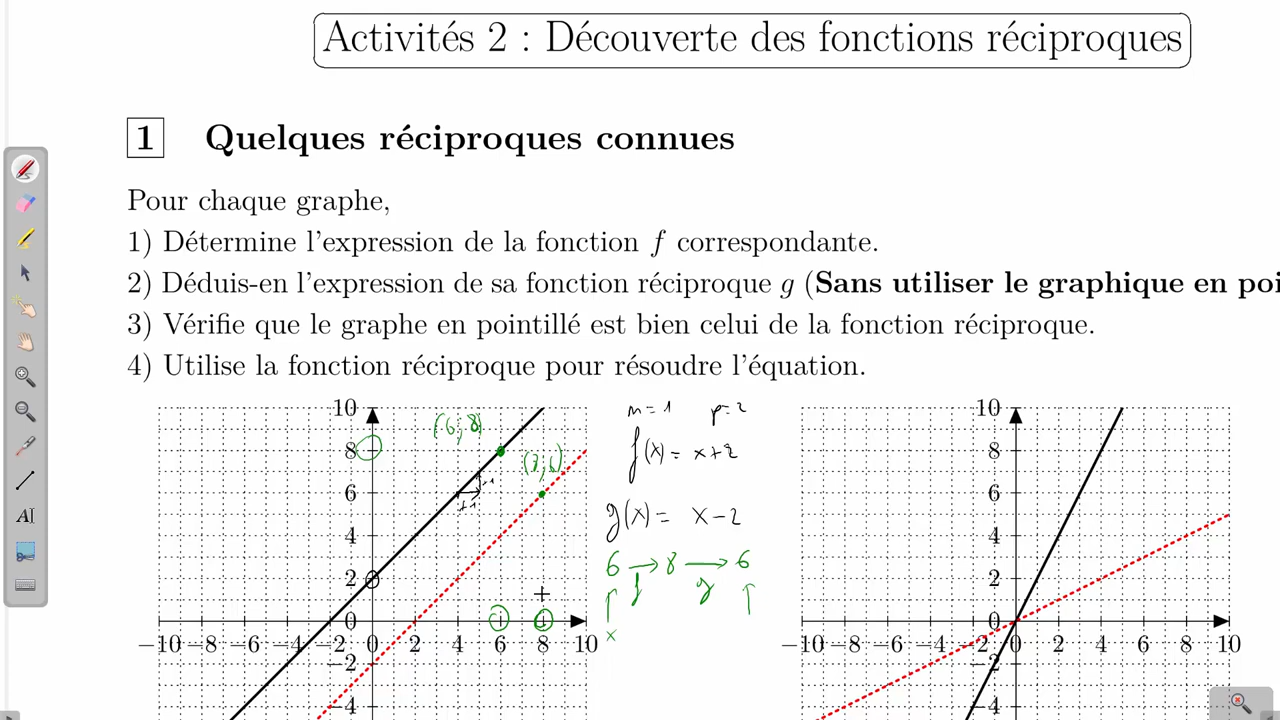 Activités 2 : Découverte des fonctions réciproques
1 Quelques réciproques connues
Pour chaque graphe,
1) Détermine l'expression de la fonction f correspondante.
2) Déduis-en l'expression de sa fonction réciproque g (Sans utiliser le graphique en poi
3) Vérifie que le graphe en pointillé est bien celui de la fonction réciproque.
4) Utilise la fonction réciproque pour résoudre l'équation.
m=1 p=2
f(x) = x+2
g(x) = x-2
6 → 8 → 6
f g
x
(6;8)
(8;6)
+1
10
8
6
4
2
0
−2
−4
−10 −8 −6 −4 −2 0 2 4 6 8 10
10
8
6
4
2
0
−2
−4
−10 −8 −6 −4 −2 0 2 4 6 8 10
AI